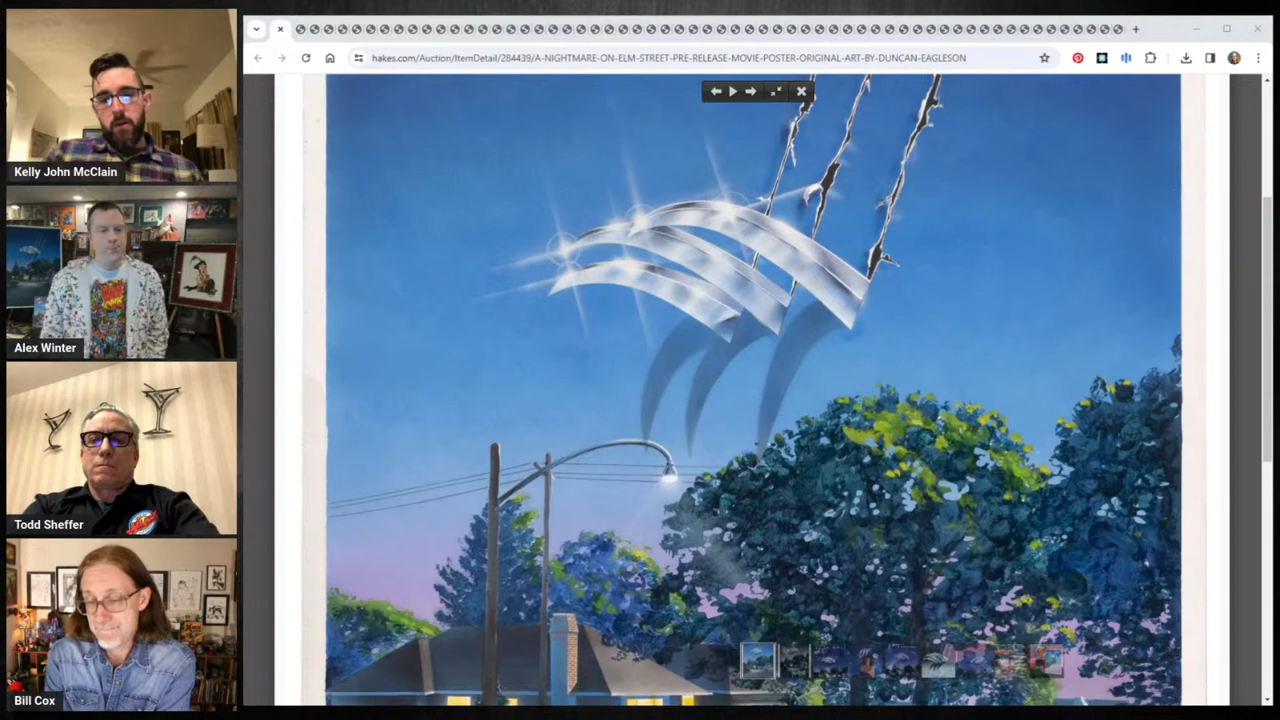 hakes.com/Auction/ItemDetail/284439/A-NIGHTMARE-ON-ELM-STREET-PRE-RELEASE-MOVIE-POSTER-ORIGINAL-ART-BY-DUNCAN-EAGLESON
Kelly John McClain
Alex Winter
Todd Sheffer
Bill Cox